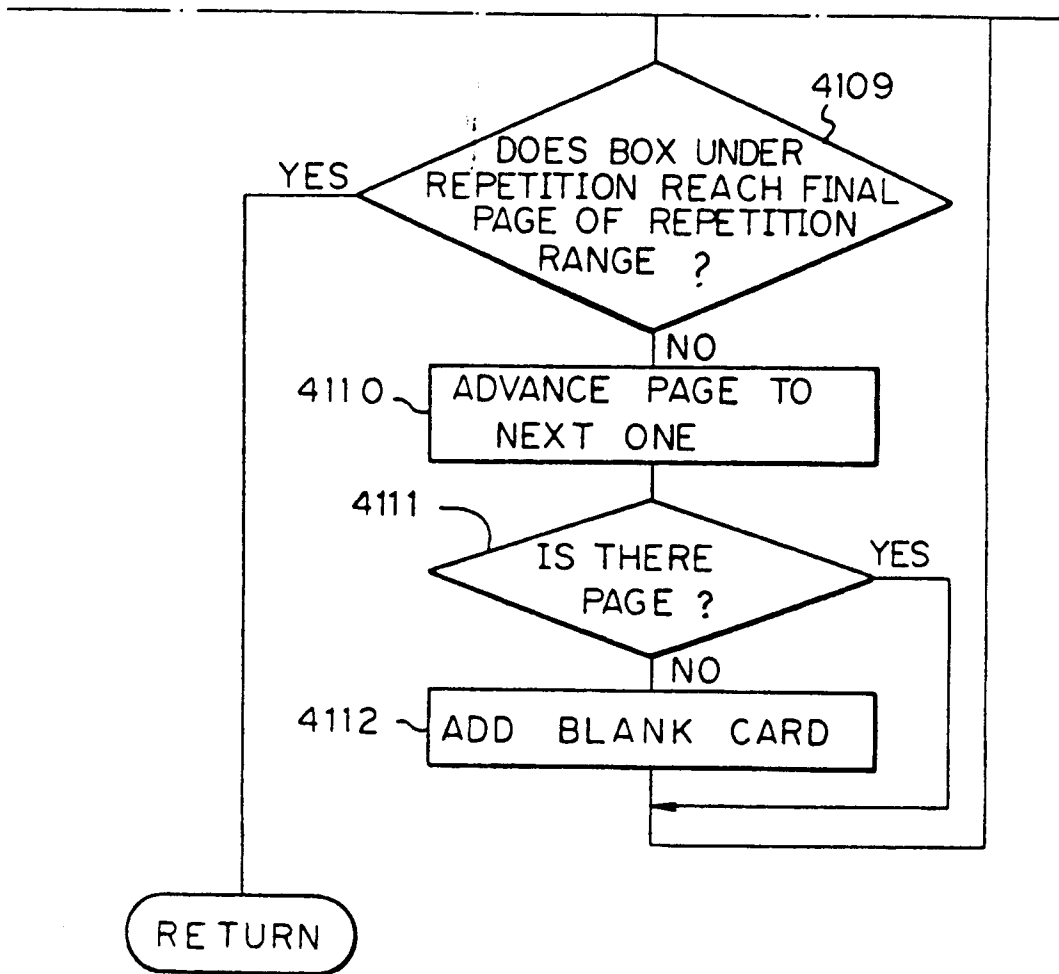 4109
DOES BOX UNDER
REPETITION REACH FINAL
PAGE OF REPETITION
RANGE ?
YES
NO
4110
ADVANCE PAGE TO
NEXT ONE
4111
IS THERE
PAGE ?
YES
NO
4112
ADD BLANK CARD
RETURN